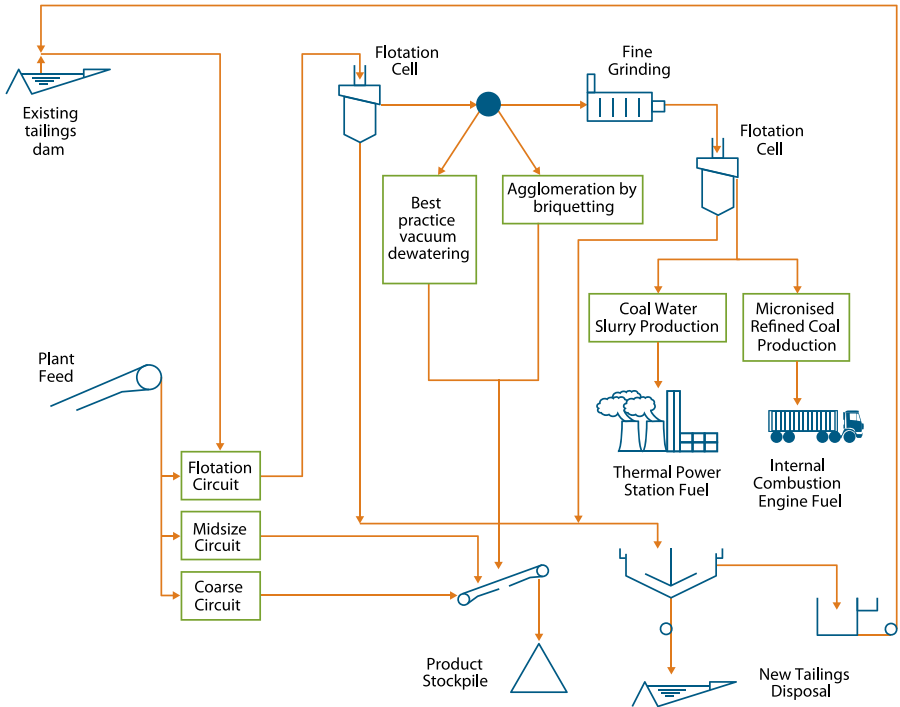 Flotation
Cell
Fine
Grinding
Existing
tailings
dam
Flotation
Cell
Best
practice
vacuum
dewatering
Agglomeration by
briquetting
Coal Water
Slurry Production
Micronised
Refined Coal
Production
Plant
Feed
Flotation
Circuit
Thermal Power
Station Fuel
Internal
Combustion
Engine Fuel
Midsize
Circuit
Coarse
Circuit
Product
Stockpile
New Tailings
Disposal